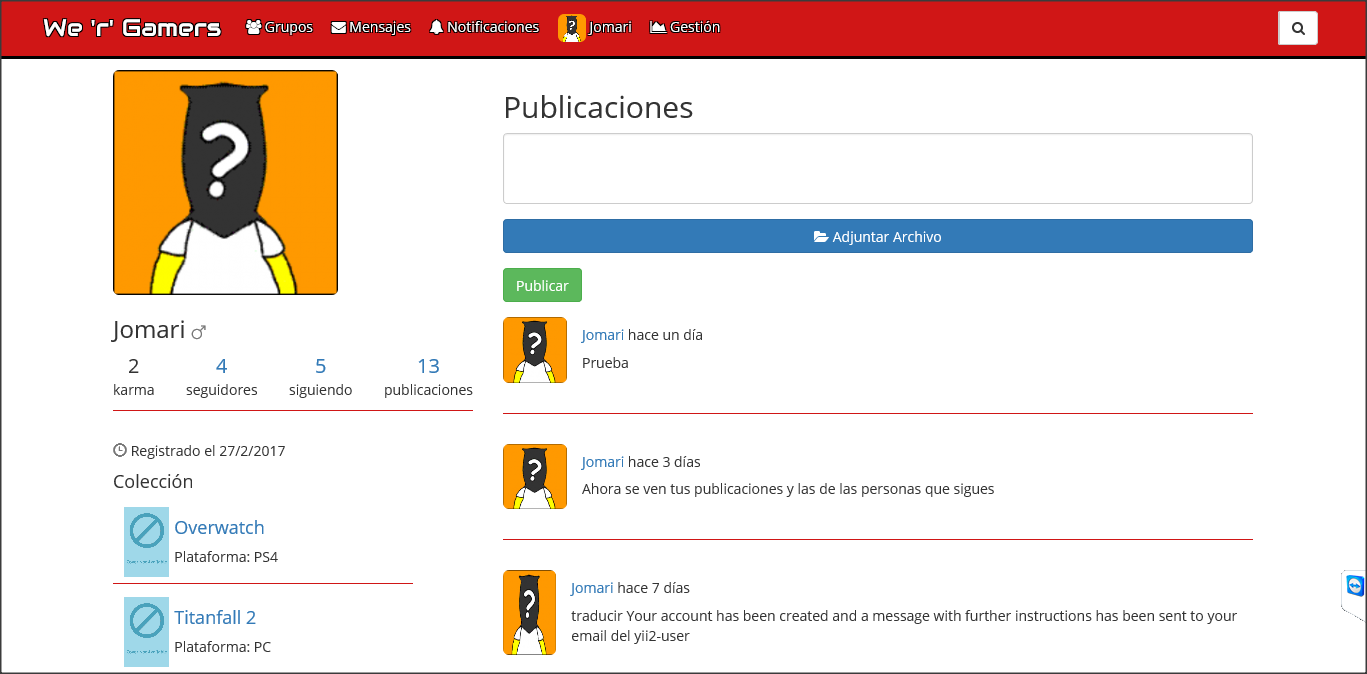 We 'r' Gamers Grupos Mensajes Notificaciones Jomari Gestión
Jomari
2 4 5 13
karma seguidores siguiendo publicaciones
Registrado el 27/2/2017
Colección
Overwatch
Plataforma: PS4
Titanfall 2
Plataforma: PC
Publicaciones
Adjuntar Archivo
Publicar
Jomari hace un día
Prueba
Jomari hace 3 días
Ahora se ven tus publicaciones y las de las personas que sigues
Jomari hace 7 días
traducir Your account has been created and a message with further instructions has been sent to your
email del yii2-user